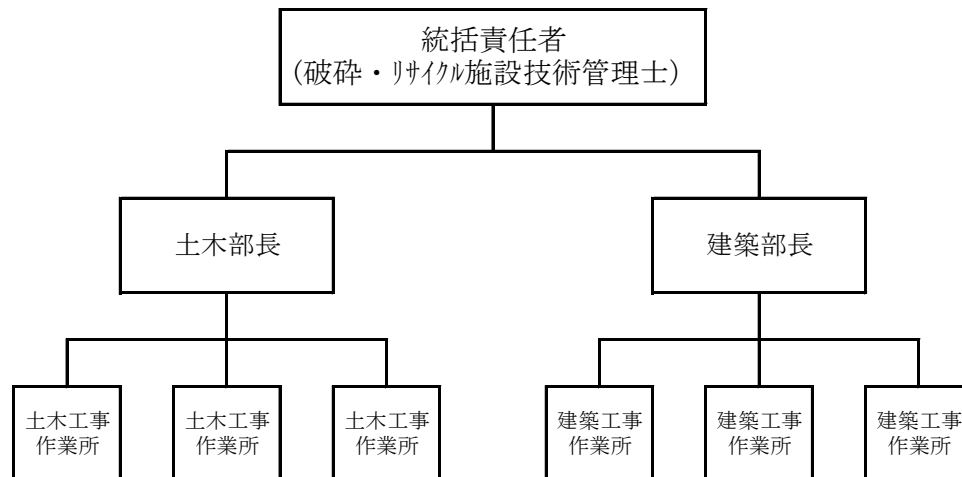 統括責任者
(破砕・ﾘｻｲｸﾙ施設技術管理士)
土木部長
建築部長
土木工事
作業所
土木工事
作業所
土木工事
作業所
建築工事
作業所
建築工事
作業所
建築工事
作業所